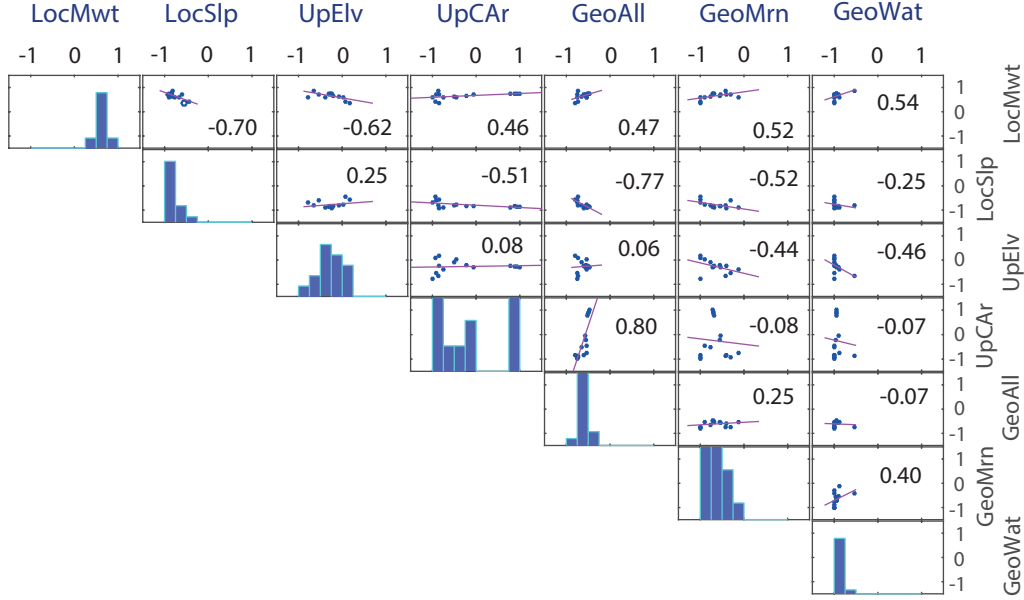 LocMwt LocSlp UpElv UpCAr GeoAll GeoMrn GeoWat
-1 0 1 -1 0 1 -1 0 1 -1 0 1 -1 0 1 -1 0 1 -1 0 1
-0.70 -0.62 0.46 0.47 0.52 0.54 1 0 -1 LocMwt
0.25 -0.51 -0.77 -0.52 -0.25 1 0 -1 LocSlp
0.08 0.06 -0.44 -0.46 1 0 -1 UpElv
0.80 -0.08 -0.07 1 0 -1 UpCAr
0.25 -0.07 1 0 -1 GeoAll
0.40 1 0 -1 GeoMrn
1 0 -1 GeoWat